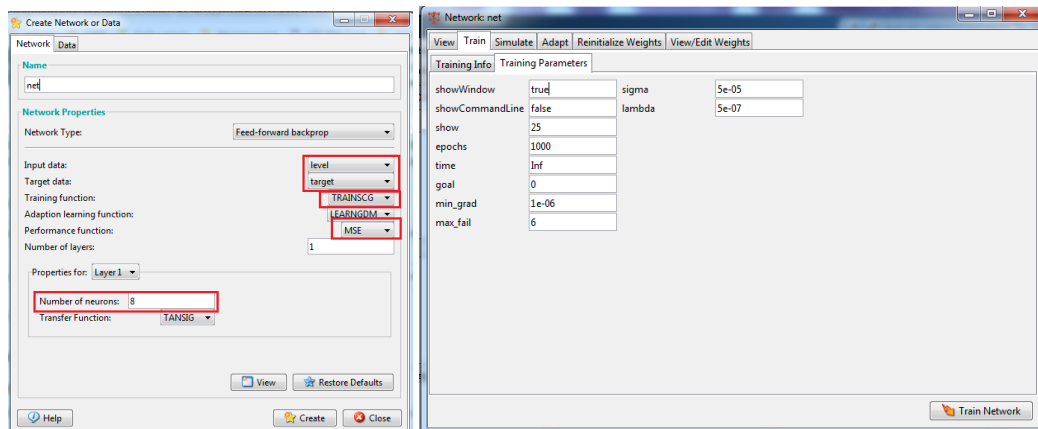 Create Network or Data
Network Data
Name
net
Network Properties
Network Type: Feed-forward backprop
Input data: level
Target data: target
Training function: TRAINSCG
Adaption learning function: LEARNGDM
Performance function: MSE
Number of layers: 1
Properties for: Layer 1
Number of neurons: 8
Transfer Function: TANSIG
View Restore Defaults
Help Create Close
Network: net
View Train Simulate Adapt Reinitialize Weights View/Edit Weights
Training Info Training Parameters
showWindow true sigma 5e-05
showCommandLine false lambda 5e-07
show 25
epochs 1000
time Inf
goal 0
min_grad 1e-06
max_fail 6
Train Network